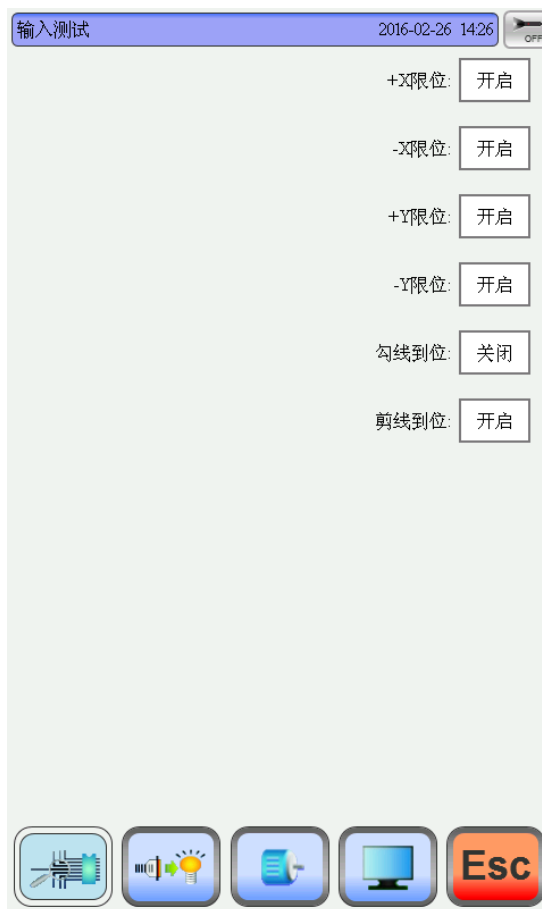 输入测试 2016-02-26 14:26 OFF
+X限位: 开启
-X限位: 开启
+Y限位: 开启
-Y限位: 开启
勾线到位: 关闭
剪线到位: 开启
Esc